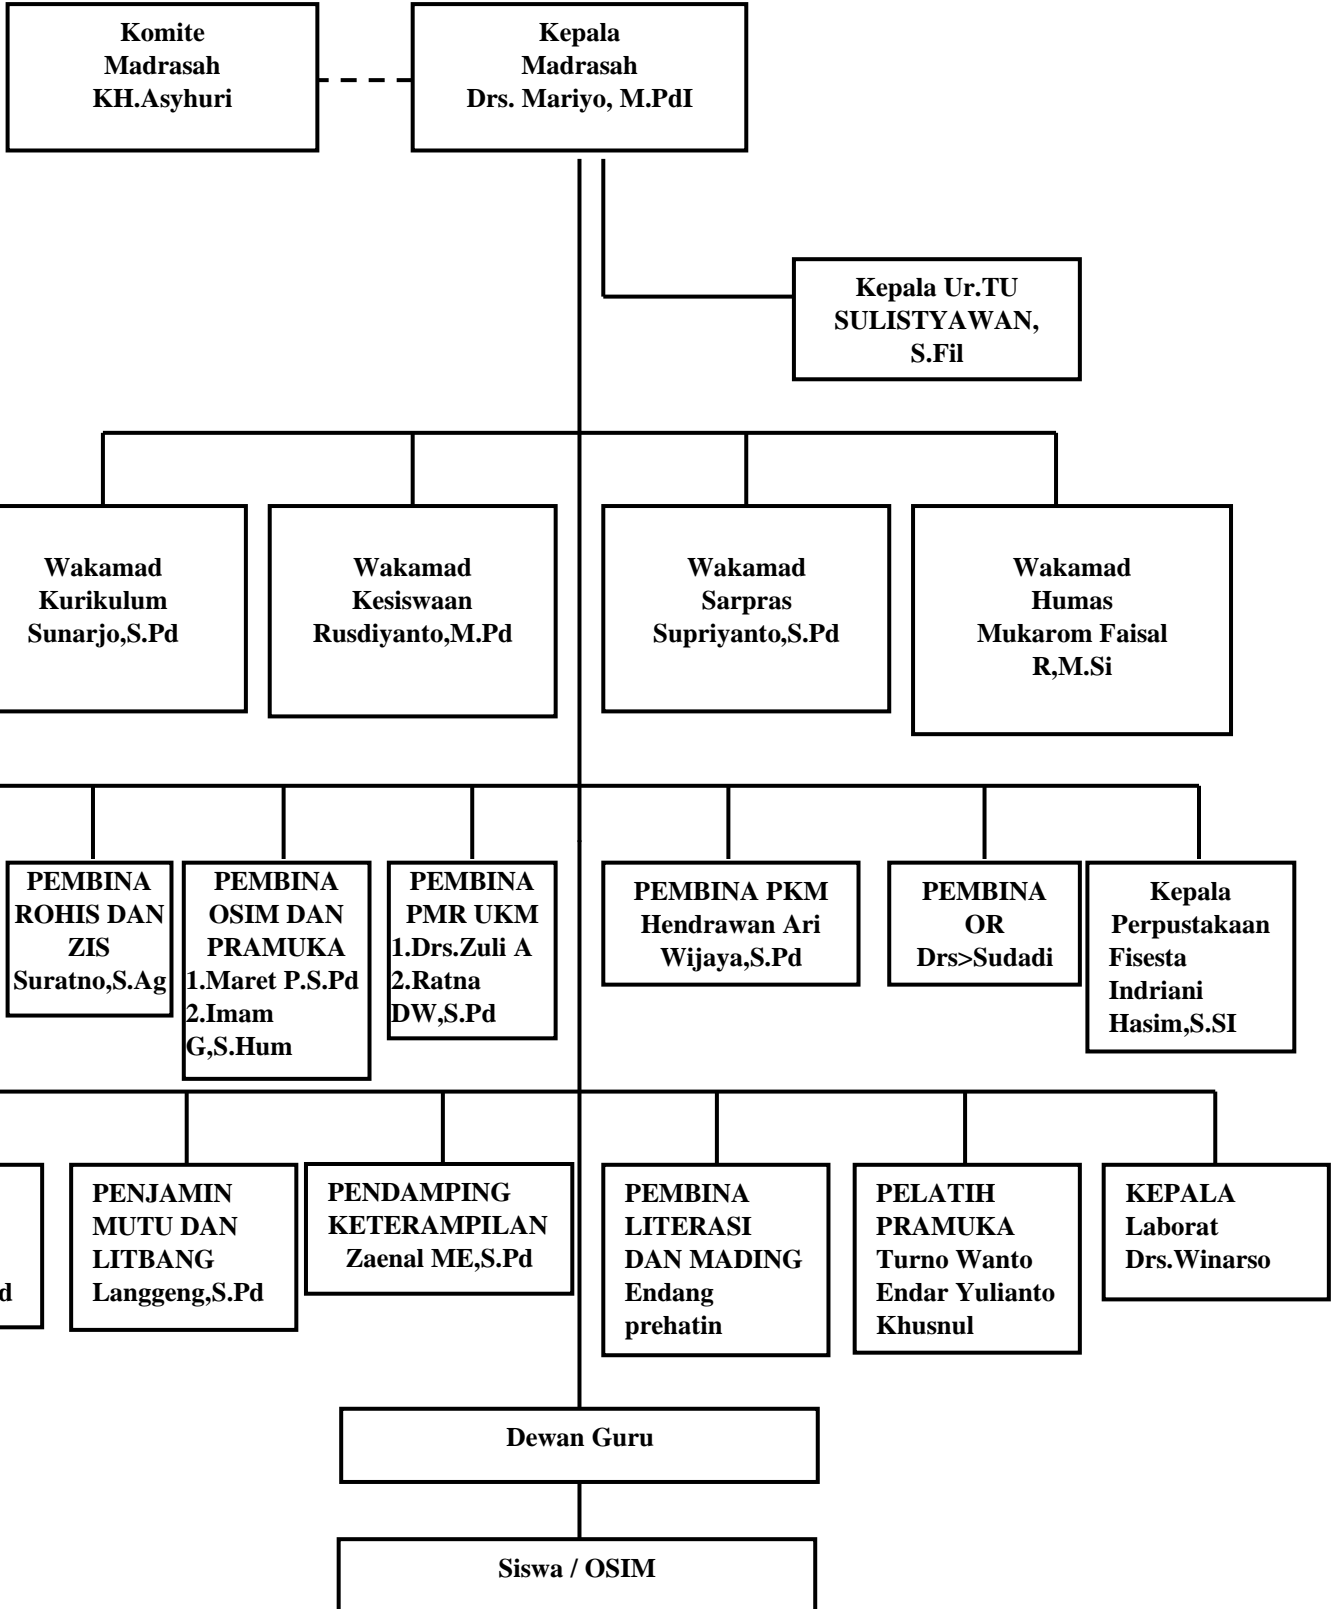 Komite
Madrasah
KH.Asyhuri
Kepala
Madrasah
Drs. Mariyo, M.PdI
Kepala Ur.TU
SULISTYAWAN,
S.Fil
Wakamad
Kurikulum
Sunarjo,S.Pd
Wakamad
Kesiswaan
Rusdiyanto,M.Pd
Wakamad
Sarpras
Supriyanto,S.Pd
Wakamad
Humas
Mukarom Faisal
R,M.Si
PEMBINA
ROHIS DAN
ZIS
Suratno,S.Ag
PEMBINA
OSIM DAN
PRAMUKA
1.Maret P.S.Pd
2.Imam
G,S.Hum
PEMBINA
PMR UKM
1.Drs.Zuli A
2.Ratna
DW,S.Pd
PEMBINA PKM
Hendrawan Ari
Wijaya,S.Pd
PEMBINA
OR
Drs>Sudadi
Kepala
Perpustakaan
Fisesta
Indriani
Hasim,S.SI
d
PENJAMIN
MUTU DAN
LITBANG
Langgeng,S.Pd
PENDAMPING
KETERAMPILAN
Zaenal ME,S.Pd
PEMBINA
LITERASI
DAN MADING
Endang
prehatin
PELATIH
PRAMUKA
Turno Wanto
Endar Yulianto
Khusnul
KEPALA
Laborat
Drs.Winarso
Dewan Guru
Siswa / OSIM